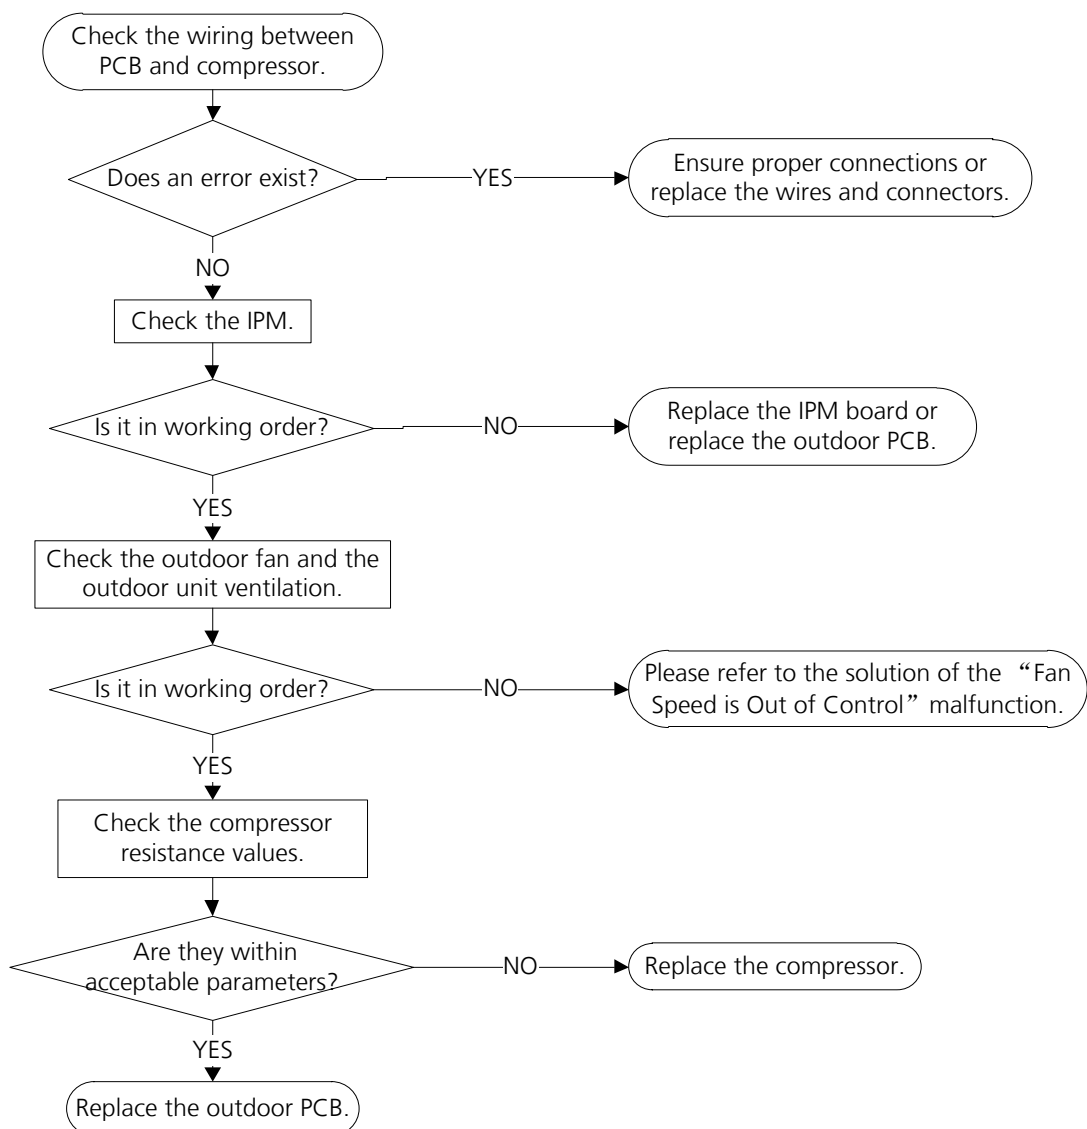 Check the wiring between
PCB and compressor.
Does an error exist?
YES
Ensure proper connections or
replace the wires and connectors.
NO
Check the IPM.
Is it in working order?
NO
Replace the IPM board or
replace the outdoor PCB.
YES
Check the outdoor fan and the
outdoor unit ventilation.
Is it in working order?
NO
Please refer to the solution of the “Fan
Speed is Out of Control” malfunction.
YES
Check the compressor
resistance values.
Are they within
acceptable parameters?
NO
Replace the compressor.
YES
Replace the outdoor PCB.